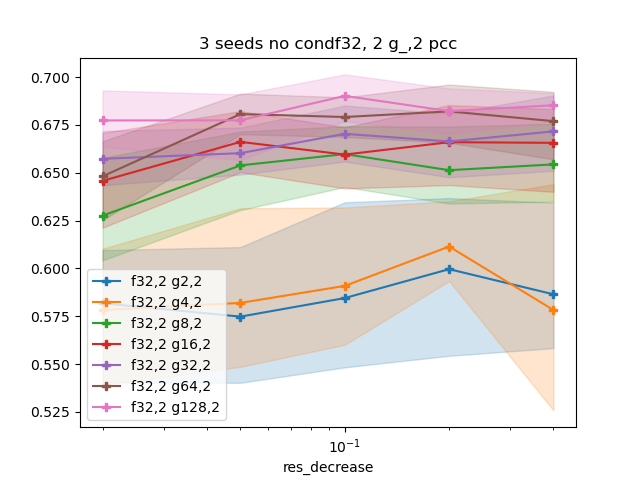 3 seeds no condf32, 2 g_,2 pcc
0.700
0.675
0.650
0.625
0.600
0.575
0.550
0.525
f32,2 g2,2
f32,2 g4,2
f32,2 g8,2
f32,2 g16,2
f32,2 g32,2
f32,2 g64,2
f32,2 g128,2
10⁻¹
res_decrease